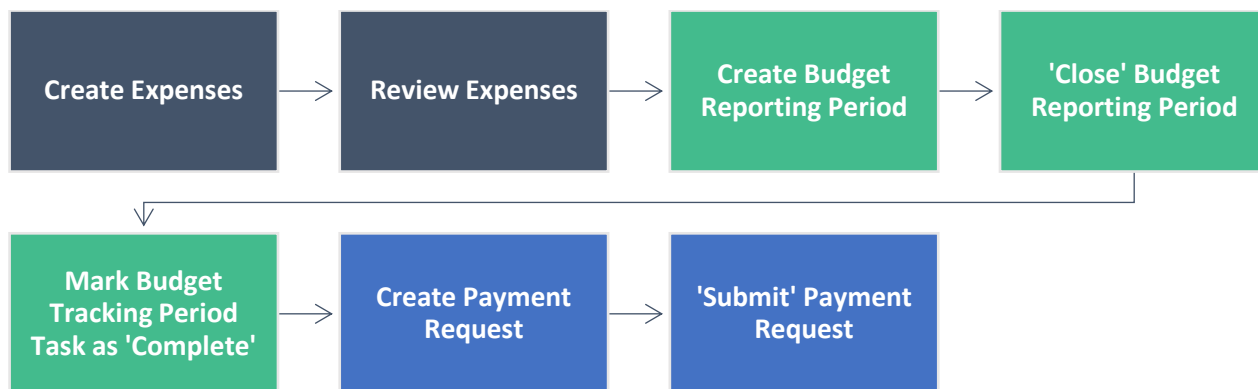 Create Expenses
Review Expenses
Create Budget
Reporting Period
'Close' Budget
Reporting Period
Mark Budget
Tracking Period
Task as 'Complete'
Create Payment
Request
'Submit' Payment
Request